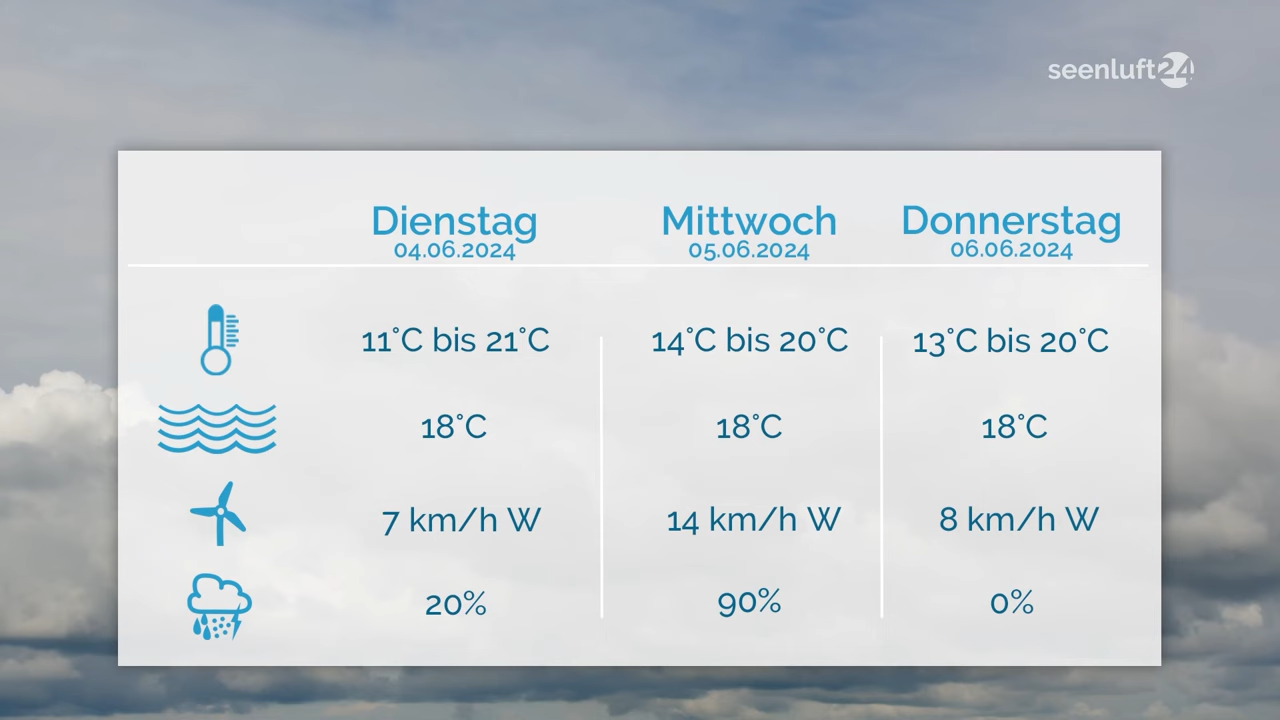 seenluft24
Dienstag Mittwoch Donnerstag
04.06.2024 05.06.2024 06.06.2024
11°C bis 21°C 14°C bis 20°C 13°C bis 20°C
18°C 18°C 18°C
7 km/h W 14 km/h W 8 km/h W
20% 90% 0%